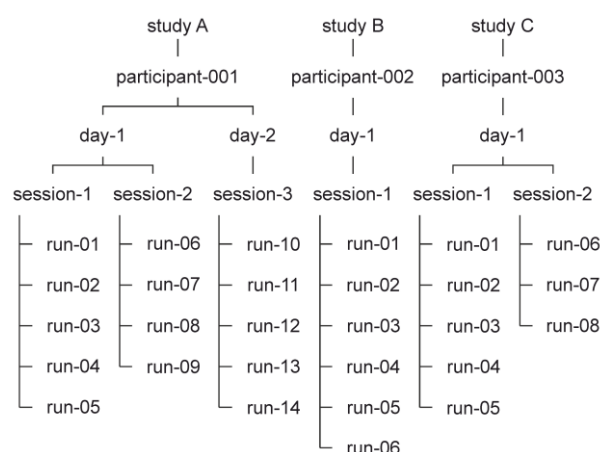 study A study B study C
participant-001 participant-002 participant-003
day-1 day-2 day-1 day-1
session-1 session-2 session-3 session-1 session-1 session-2
run-01 run-06 run-10 run-01 run-01 run-06
run-02 run-07 run-11 run-02 run-02 run-07
run-03 run-08 run-12 run-03 run-03 run-08
run-04 run-09 run-13 run-04 run-04
run-05 run-14 run-05 run-05
run-06